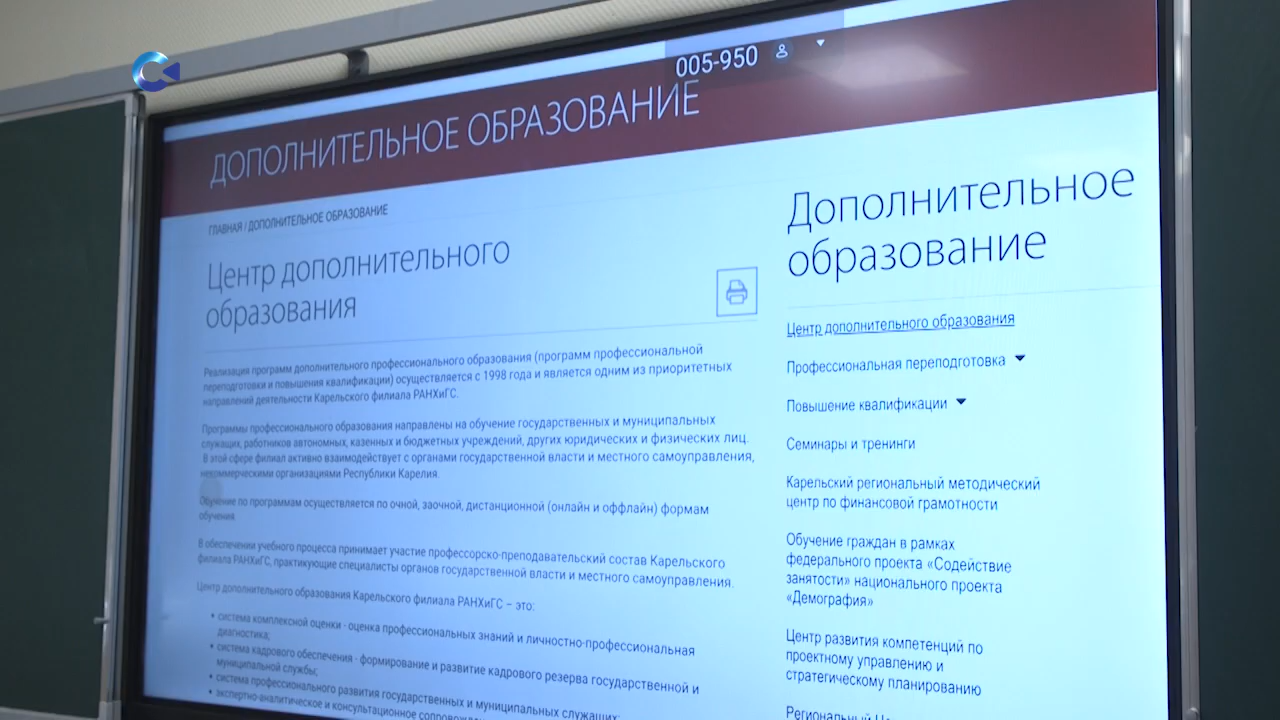 005-950
ДОПОЛНИТЕЛЬНОЕ ОБРАЗОВАНИЕ
ГЛАВНАЯ / ДОПОЛНИТЕЛЬНОЕ ОБРАЗОВАНИЕ
Центр дополнительного
образования
Реализация программ дополнительного профессионального образования (программ профессиональной
переподготовки и повышения квалификации) осуществляется с 1998 года и является одним из приоритетных
направлений деятельности Карельского филиала РАНХиГС.
Программы профессионального образования направлены на обучение государственных и муниципальных
служащих, работников автономных, казенных и бюджетных учреждений, других юридических и физических лиц.
В этой сфере филиал активно взаимодействует с органами государственной власти и местного самоуправления,
некоммерческими организациями Республики Карелия.
Обучение по программам осуществляется по очной, заочной, дистанционной (онлайн и оффлайн) формам
обучения.
В обеспечении учебного процесса принимает участие профессорско-преподавательский состав Карельского
филиала РАНХиГС, практикующие специалисты органов государственной власти и местного самоуправления.
Центр дополнительного образования Карельского филиала РАНХиГС – это:
• система комплексной оценки - оценка профессиональных знаний и личностно-профессиональная
диагностика;
• система кадрового обеспечения - формирование и развитие кадрового резерва государственной и
муниципальной службы;
• система профессионального развития государственных и муниципальных служащих;
• экспертно-аналитическое и консультационное
Дополнительное
образование
Центр дополнительного образования
Профессиональная переподготовка
Повышение квалификации
Семинары и тренинги
Карельский региональный методический
центр по финансовой грамотности
Обучение граждан в рамках
федерального проекта «Содействие
занятости» национального проекта
«Демография»
Центр развития компетенций по
проектному управлению и
стратегическому планированию
Региональный